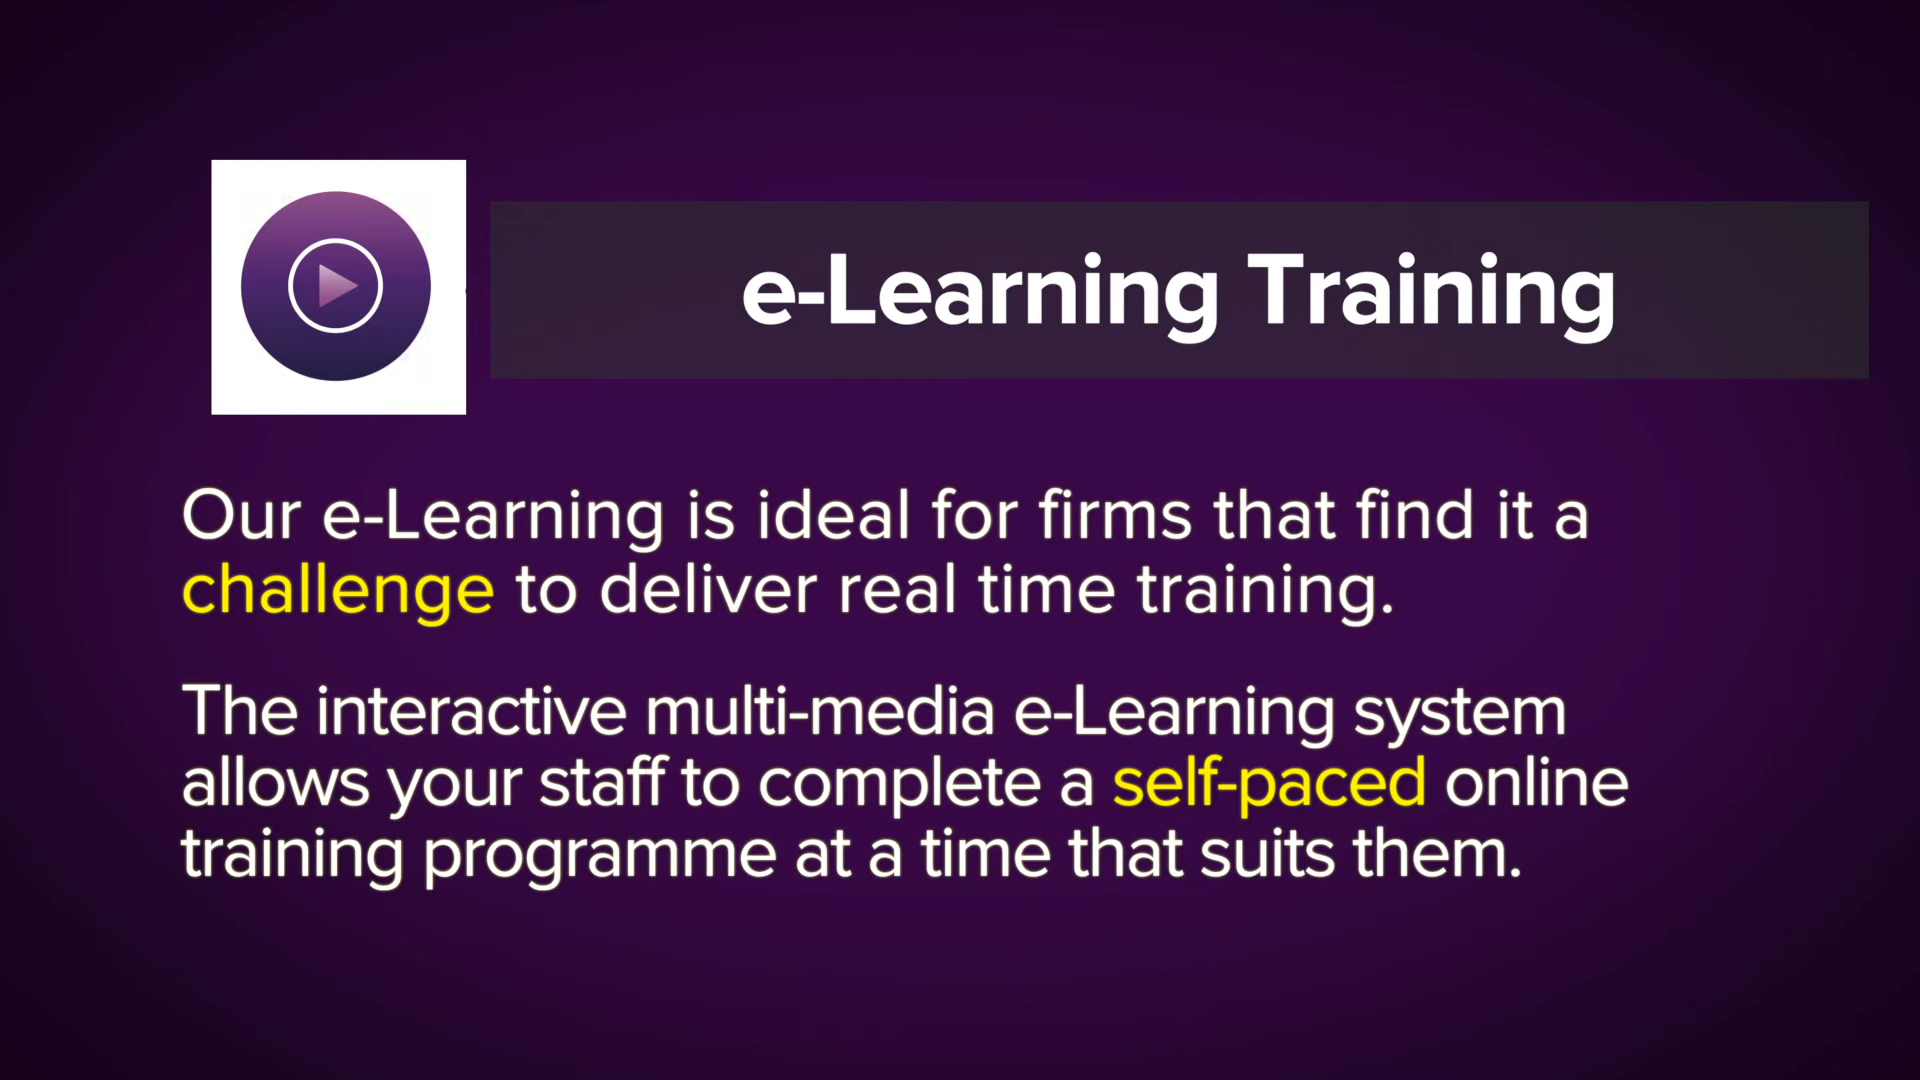 e-Learning Training
Our e-Learning is ideal for firms that find it a
challenge to deliver real time training.
The interactive multi-media e-Learning system
allows your staff to complete a self-paced online
training programme at a time that suits them.